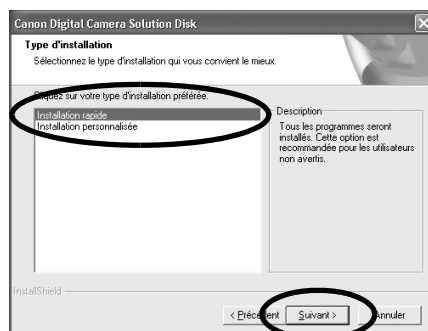 Canon Digital Camera Solution Disk
Type d'installation
Sélectionnez le type d'installation qui vous convient le mieux.
Cliquez sur votre type d'installation préférée.
Installation rapide
Installation personnalisée
Description
Tous les programmes seront
installés. Cette option est
recommandée pour les utilisateurs
non avertis.
InstallShield
< Précédent
Suivant >
Annuler